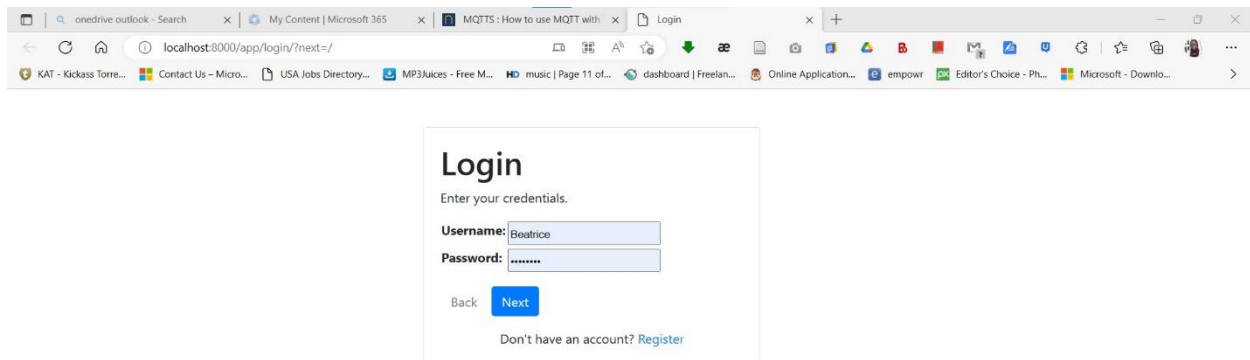 onedrive outlook - Search
My Content | Microsoft 365
MQTTS : How to use MQTT with
Login
localhost:8000/app/login/?next=/
KAT - Kickass Torre...
Contact Us – Micro...
USA Jobs Directory...
MP3Juices - Free M...
HD music | Page 11 of...
dashboard | Freelan...
Online Application...
empowr
Editor's Choice - Ph...
Microsoft - Downlo...
Login
Enter your credentials.
Username: Beatrice
Password: ••••••••
Back Next
Don't have an account? Register